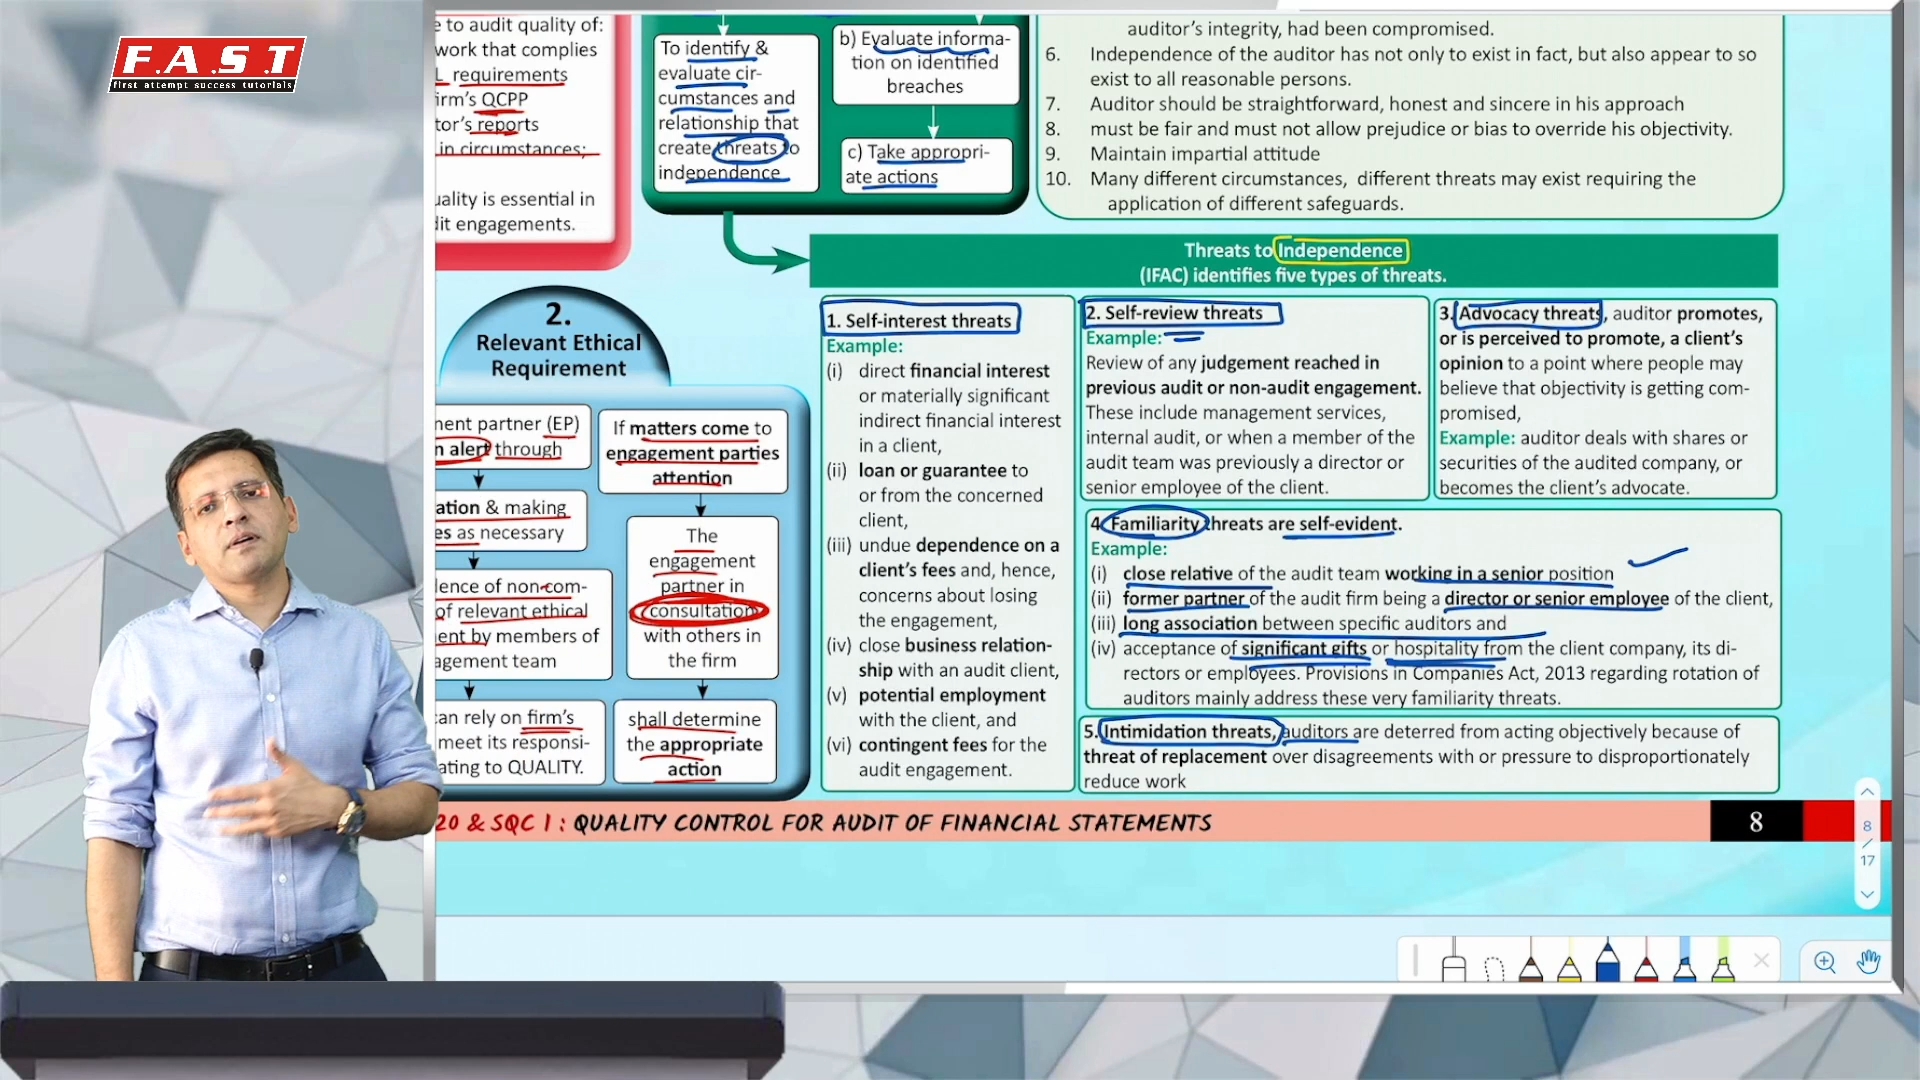 F.A.S.T
first attempt success tutorials
e to audit quality of:
work that complies
requirements
irm's QCPP
tor's reports
in circumstances;
uality is essential in
dit engagements.
To identify &
evaluate cir-
cumstances and
relationship that
create threats to
independence
b) Evaluate informa-
tion on identified
breaches
c) Take appropri-
ate actions
auditor's integrity, had been compromised.
6. Independence of the auditor has not only to exist in fact, but also appear to so
exist to all reasonable persons.
7. Auditor should be straightforward, honest and sincere in his approach
8. must be fair and must not allow prejudice or bias to override his objectivity.
9. Maintain impartial attitude
10. Many different circumstances, different threats may exist requiring the
application of different safeguards.
Threats to Independence
(IFAC) identifies five types of threats.
2.
Relevant Ethical
Requirement
nent partner (EP)
n alert through
ation & making
es as necessary
lence of non-com-
of relevant ethical
ent by members of
agement team
can rely on firm's
meet its responsi-
ating to QUALITY.
If matters come to
engagement parties
attention
The
engagement
partner in
consultation
with others in
the firm
shall determine
the appropriate
action
1. Self-interest threats
Example:
(i) direct financial interest
or materially significant
indirect financial interest
in a client,
(ii) loan or guarantee to
or from the concerned
client,
(iii) undue dependence on a
client's fees and, hence,
concerns about losing
the engagement,
(iv) close business relation-
ship with an audit client,
(v) potential employment
with the client, and
(vi) contingent fees for the
audit engagement.
2. Self-review threats
Example:
Review of any judgement reached in
previous audit or non-audit engagement.
These include management services,
internal audit, or when a member of the
audit team was previously a director or
senior employee of the client.
3. Advocacy threats, auditor promotes,
or is perceived to promote, a client's
opinion to a point where people may
believe that objectivity is getting com-
promised,
Example: auditor deals with shares or
securities of the audited company, or
becomes the client's advocate.
4. Familiarity threats are self-evident.
Example:
(i) close relative of the audit team working in a senior position
(ii) former partner of the audit firm being a director or senior employee of the client,
(iii) long association between specific auditors and
(iv) acceptance of significant gifts or hospitality from the client company, its di-
rectors or employees. Provisions in Companies Act, 2013 regarding rotation of
auditors mainly address these very familiarity threats.
5. Intimidation threats, auditors are deterred from acting objectively because of
threat of replacement over disagreements with or pressure to disproportionately
reduce work
20 & SQC 1 : QUALITY CONTROL FOR AUDIT OF FINANCIAL STATEMENTS
8
8
/
17